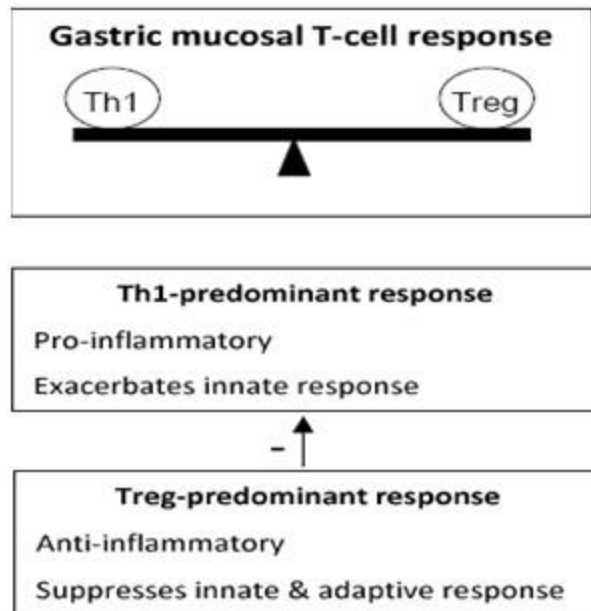 Gastric mucosal T-cell response
Th1
Treg
Th1-predominant response
Pro-inflammatory
Exacerbates innate response
–
Treg-predominant response
Anti-inflammatory
Suppresses innate & adaptive response